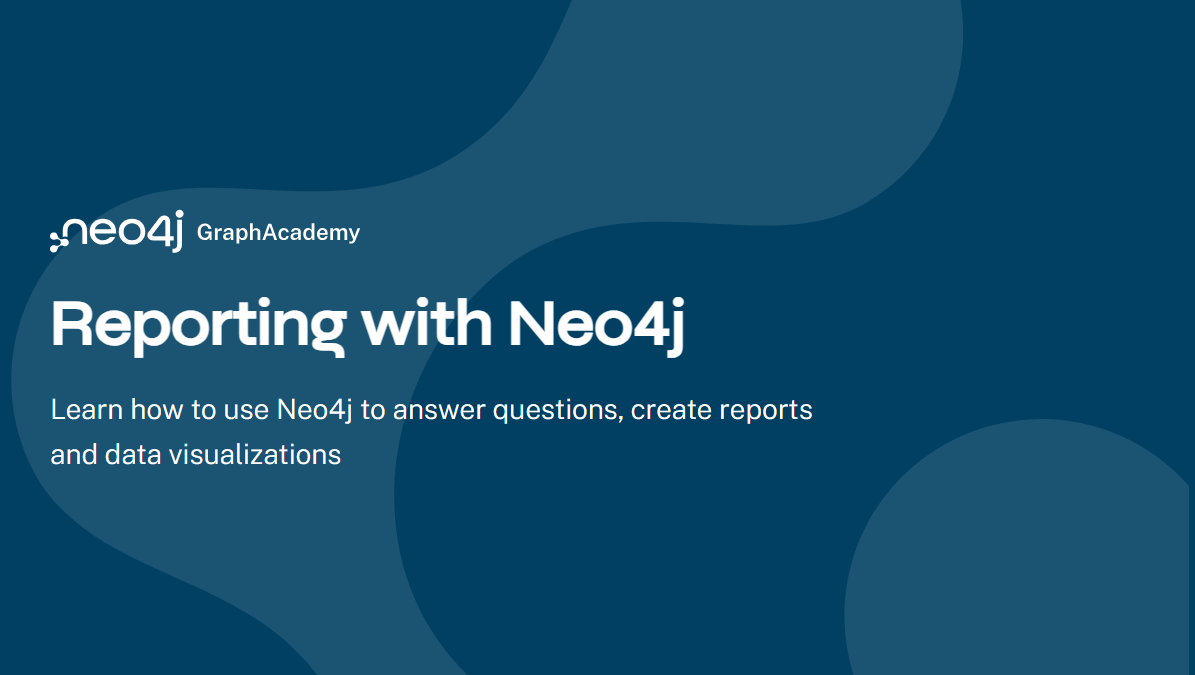 neo4j GraphAcademy
Reporting with Neo4j
Learn how to use Neo4j to answer questions, create reports
and data visualizations